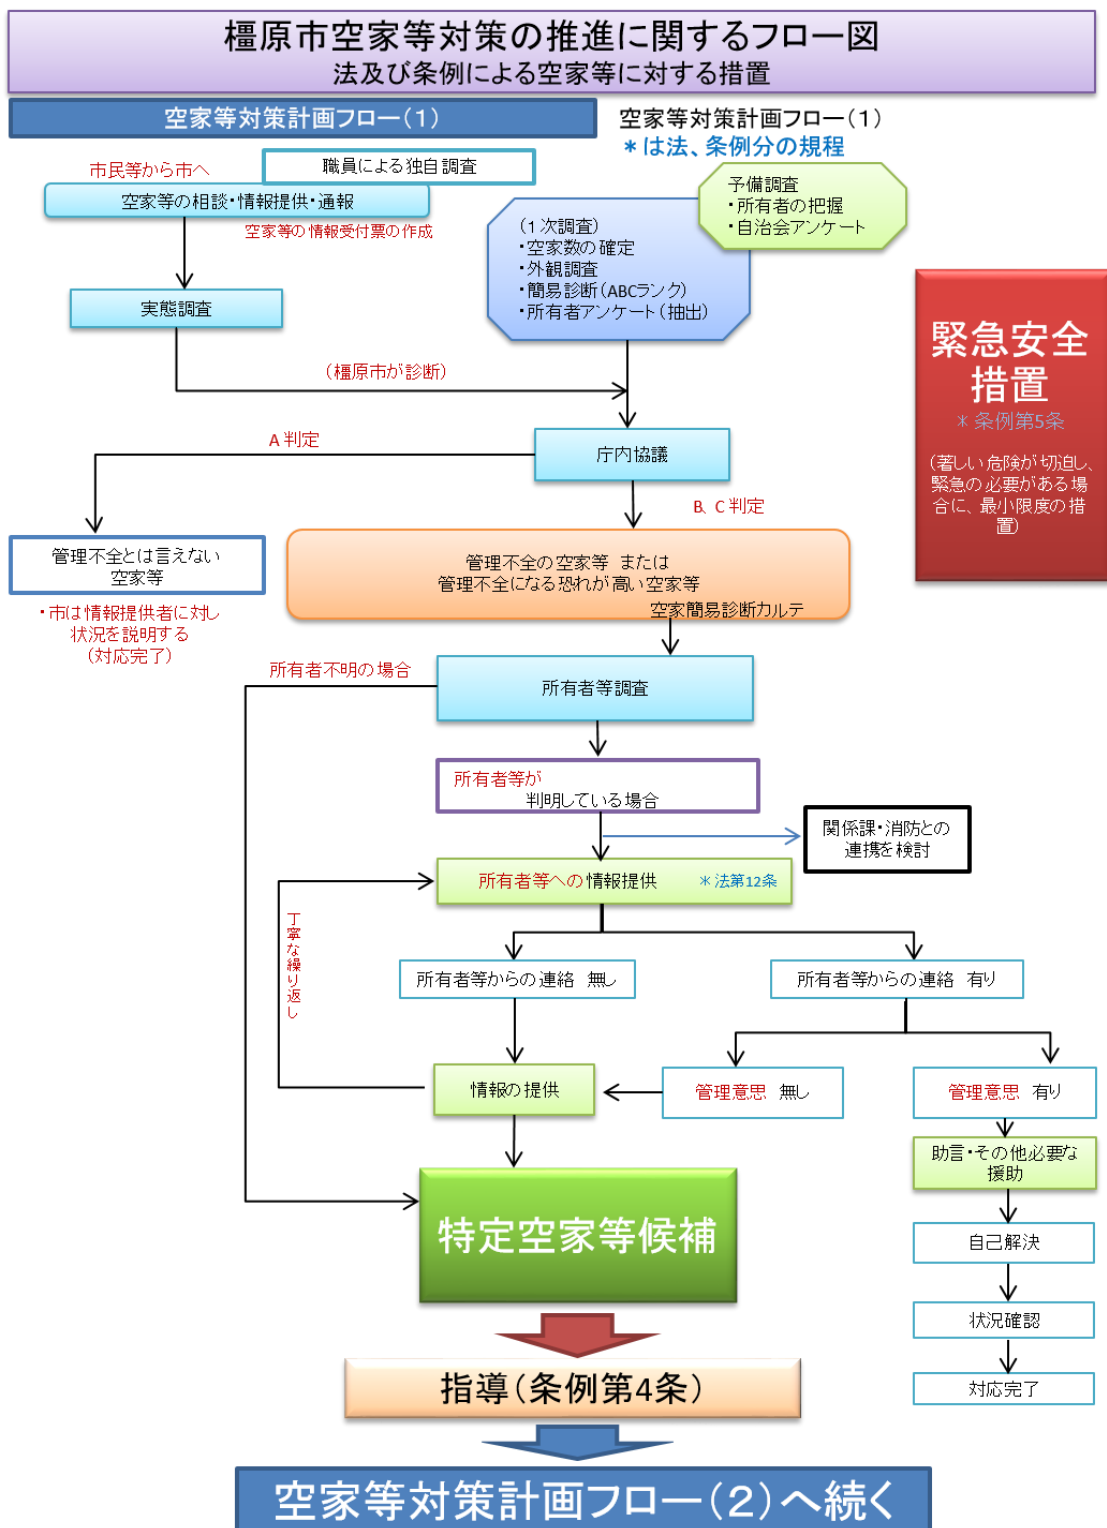 橿原市空家等対策の推進に関するフロー図
法及び条例による空家等に対する措置
空家等対策計画フロー(1)
空家等対策計画フロー(1)
*は法、条例分の規程
市民等から市へ
職員による独自調査
空家等の相談・情報提供・通報
空家等の情報受付票の作成
予備調査
・所有者の把握
・自治会アンケート
(1次調査)
・空家数の確定
・外観調査
・簡易診断(ABCランク)
・所有者アンケート(抽出)
実態調査
(橿原市が診断)
緊急安全
措置
*条例第5条
(著しい危険が切迫し、
緊急の必要がある場
合に、最小限度の措
置)
A判定
庁内協議
B、C判定
管理不全とは言えない
空家等
・市は情報提供者に対し
状況を説明する
(対応完了)
管理不全の空家等 または
管理不全になる恐れが高い空家等
空家簡易診断カルテ
所有者不明の場合
所有者等調査
所有者等が
判明している場合
関係課・消防との
連携を検討
所有者等への情報提供 *法第12条
丁寧な繰り返し
所有者等からの連絡 無し
所有者等からの連絡 有り
情報の提供
管理意思 無し
管理意思 有り
助言・その他必要な
援助
特定空家等候補
自己解決
状況確認
対応完了
指導(条例第4条)
空家等対策計画フロー(2)へ続く